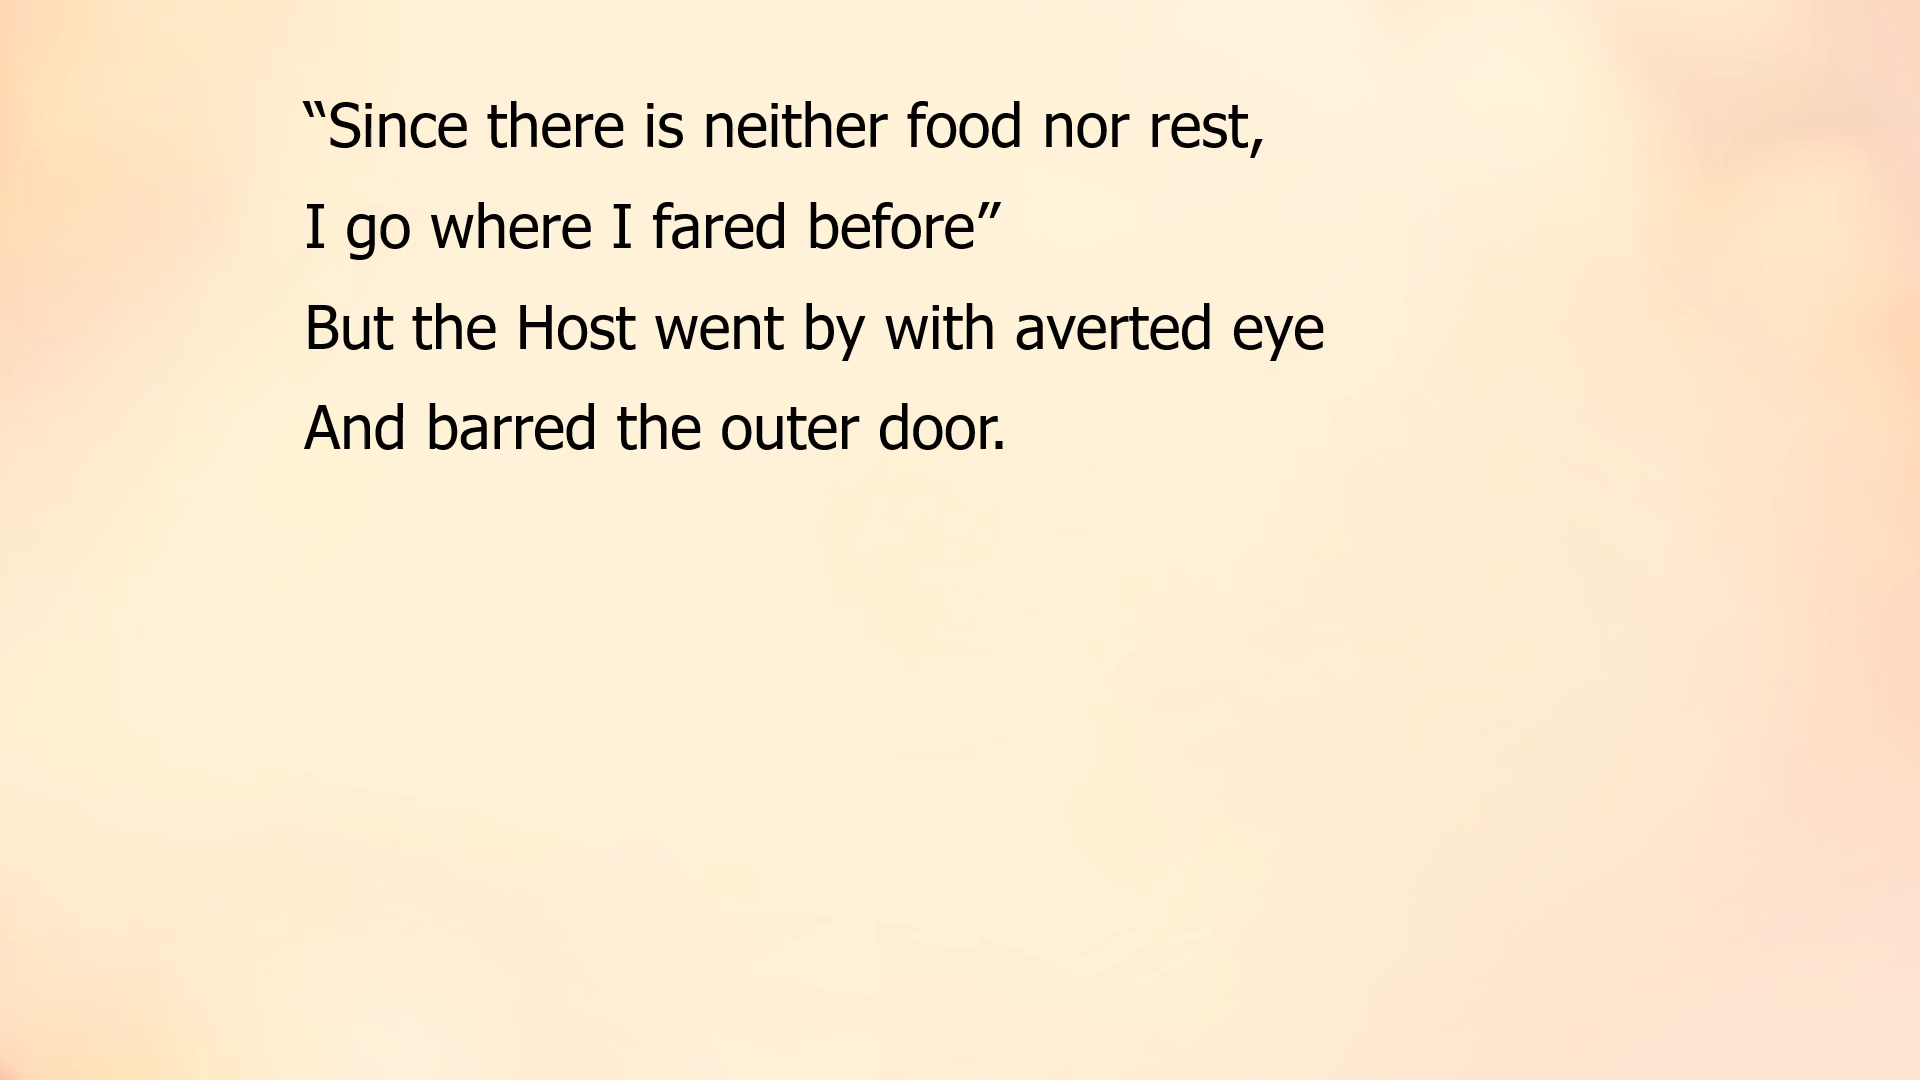 “Since there is neither food nor rest,
I go where I fared before”
But the Host went by with averted eye
And barred the outer door.